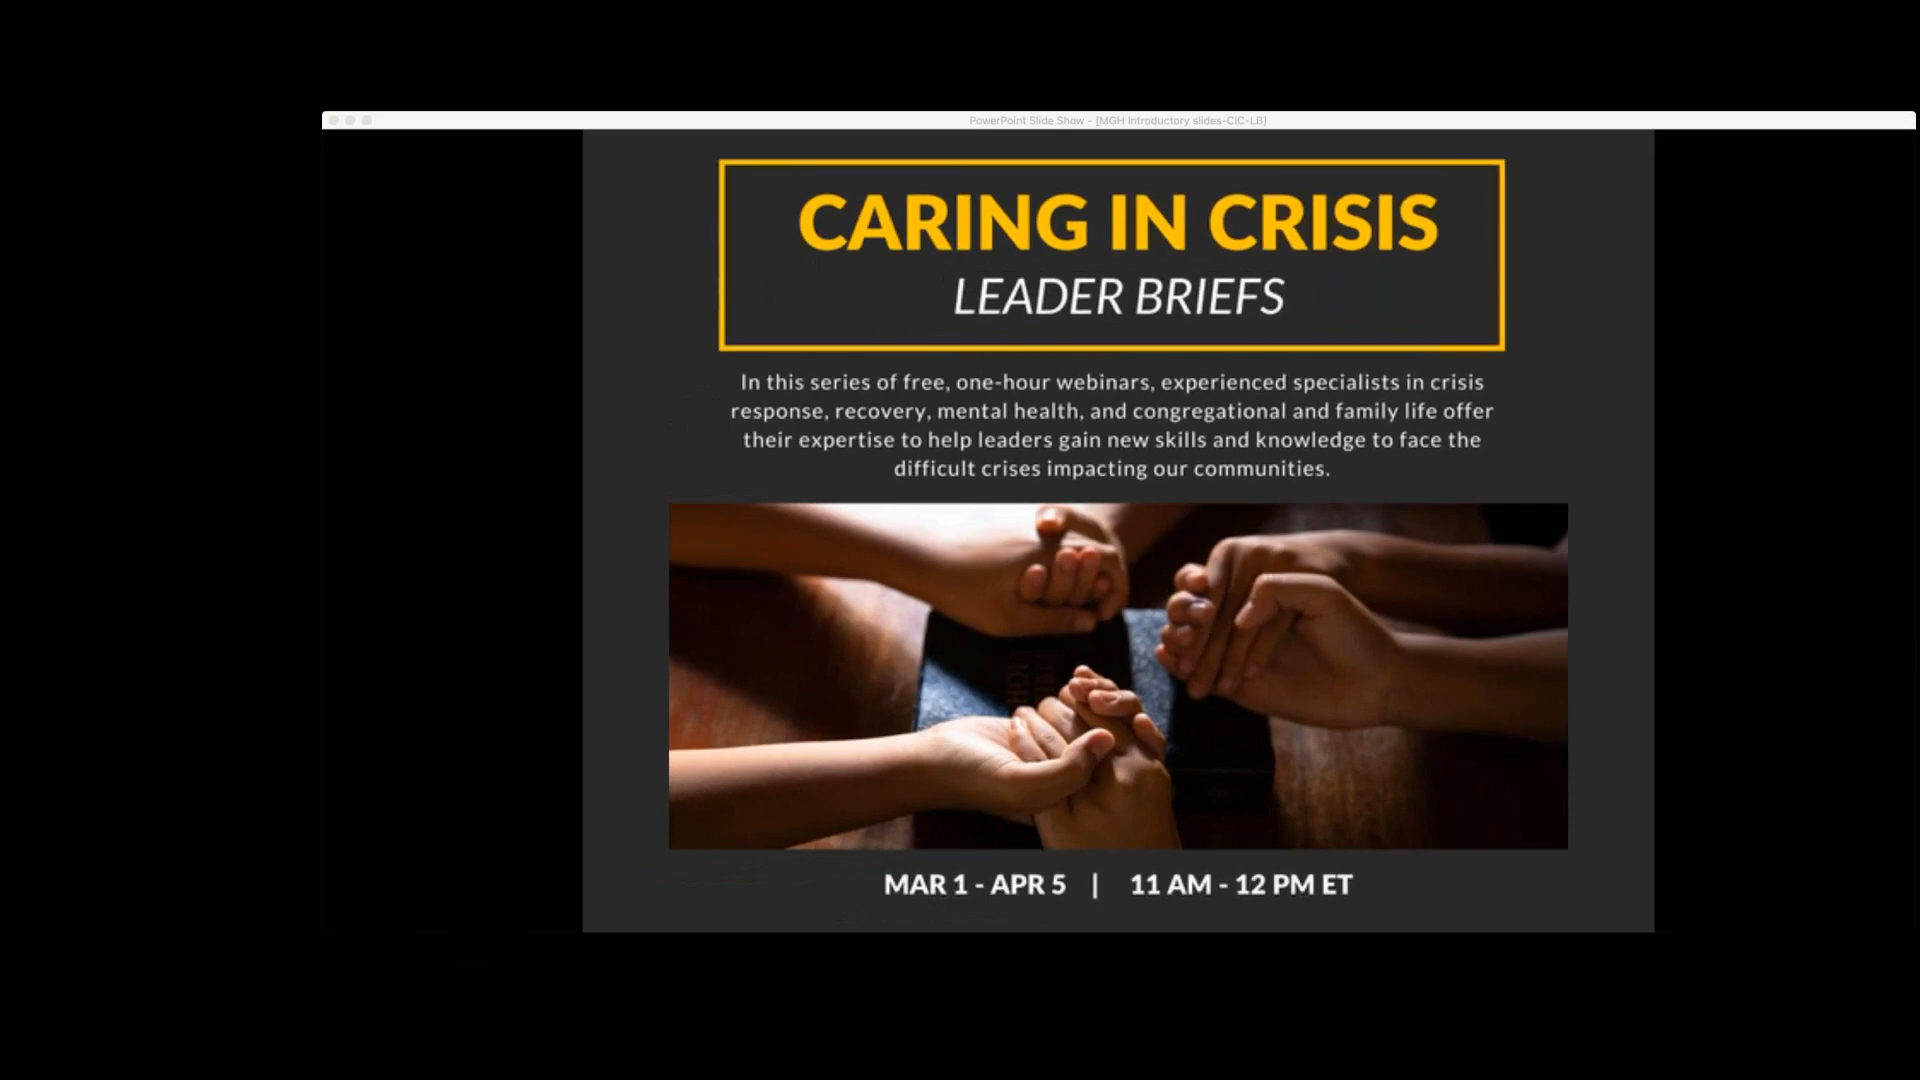 PowerPoint Slide Show - [MGH Introductory slides-CIC-LB]
CARING IN CRISIS
LEADER BRIEFS
In this series of free, one-hour webinars, experienced specialists in crisis
response, recovery, mental health, and congregational and family life offer
their expertise to help leaders gain new skills and knowledge to face the
difficult crises impacting our communities.
HOLY
MAR 1 - APR 5 | 11 AM - 12 PM ET